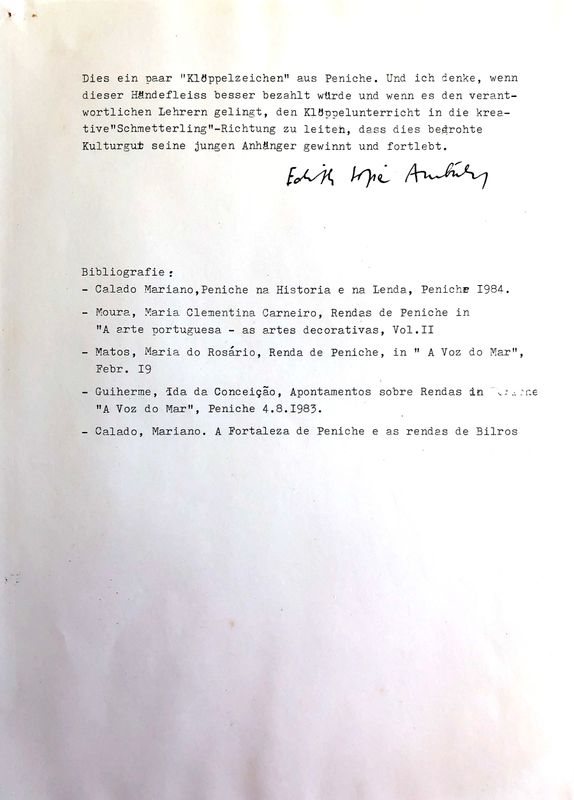 Dies ein paar "Klöppelzeichen" aus Peniche. Und ich denke, wenn
dieser Händefleiss besser bezahlt würde und wenn es den verant-
wortlichen Lehrern gelingt, den Klöppelunterricht in die krea-
tive"Schmetterling"-Richtung zu leiten, dass dies bedrohte
Kulturgut seine jungen Anhänger gewinnt und fortlebt.
Edith
Bibliografie:
- Calado Mariano,Peniche na Historia e na Lenda, Peniche I984.
- Moura, Maria Clementina Carneiro, Rendas de Peniche in
"A arte portuguesa - as artes decorativas, Vol.II
- Matos, Maria do Rosário, Renda de Peniche, in " A Voz do Mar",
Febr. I9
- Guiherme, Ida da Conceição, Apontamentos sobre Rendas in
"A Voz do Mar", Peniche 4.8.I983.
- Calado, Mariano. A Fortaleza de Peniche e as rendas de Bilros